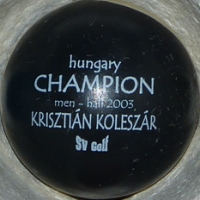 hungary
CHAMPION
men - hall 2003
KRISZTIÁN KOLESZÁR
SV golf